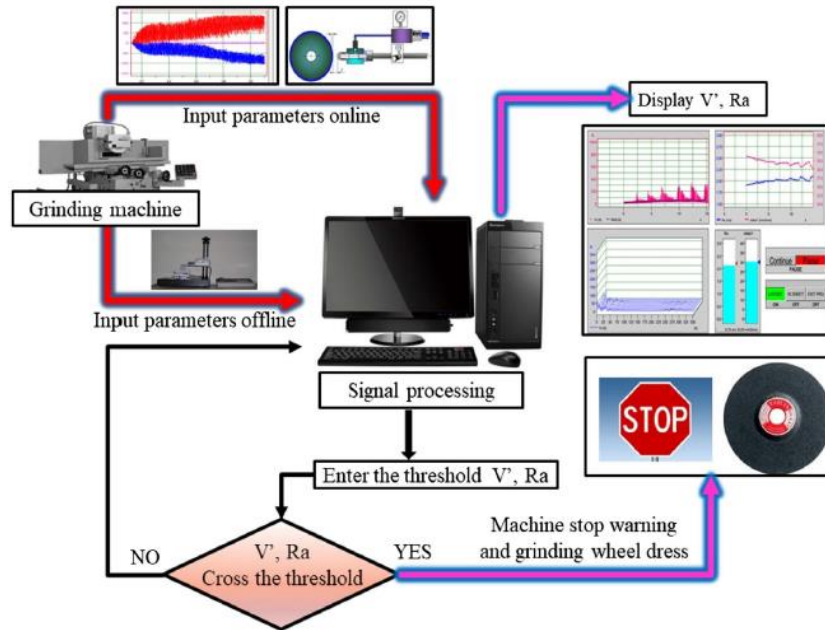 Input parameters online
Display V’, Ra
Grinding machine
Input parameters offline
Continue
PAUSE
Signal processing
STOP
Enter the threshold V’, Ra
NO
V’, Ra
Cross the threshold
YES
Machine stop warning
and grinding wheel dress